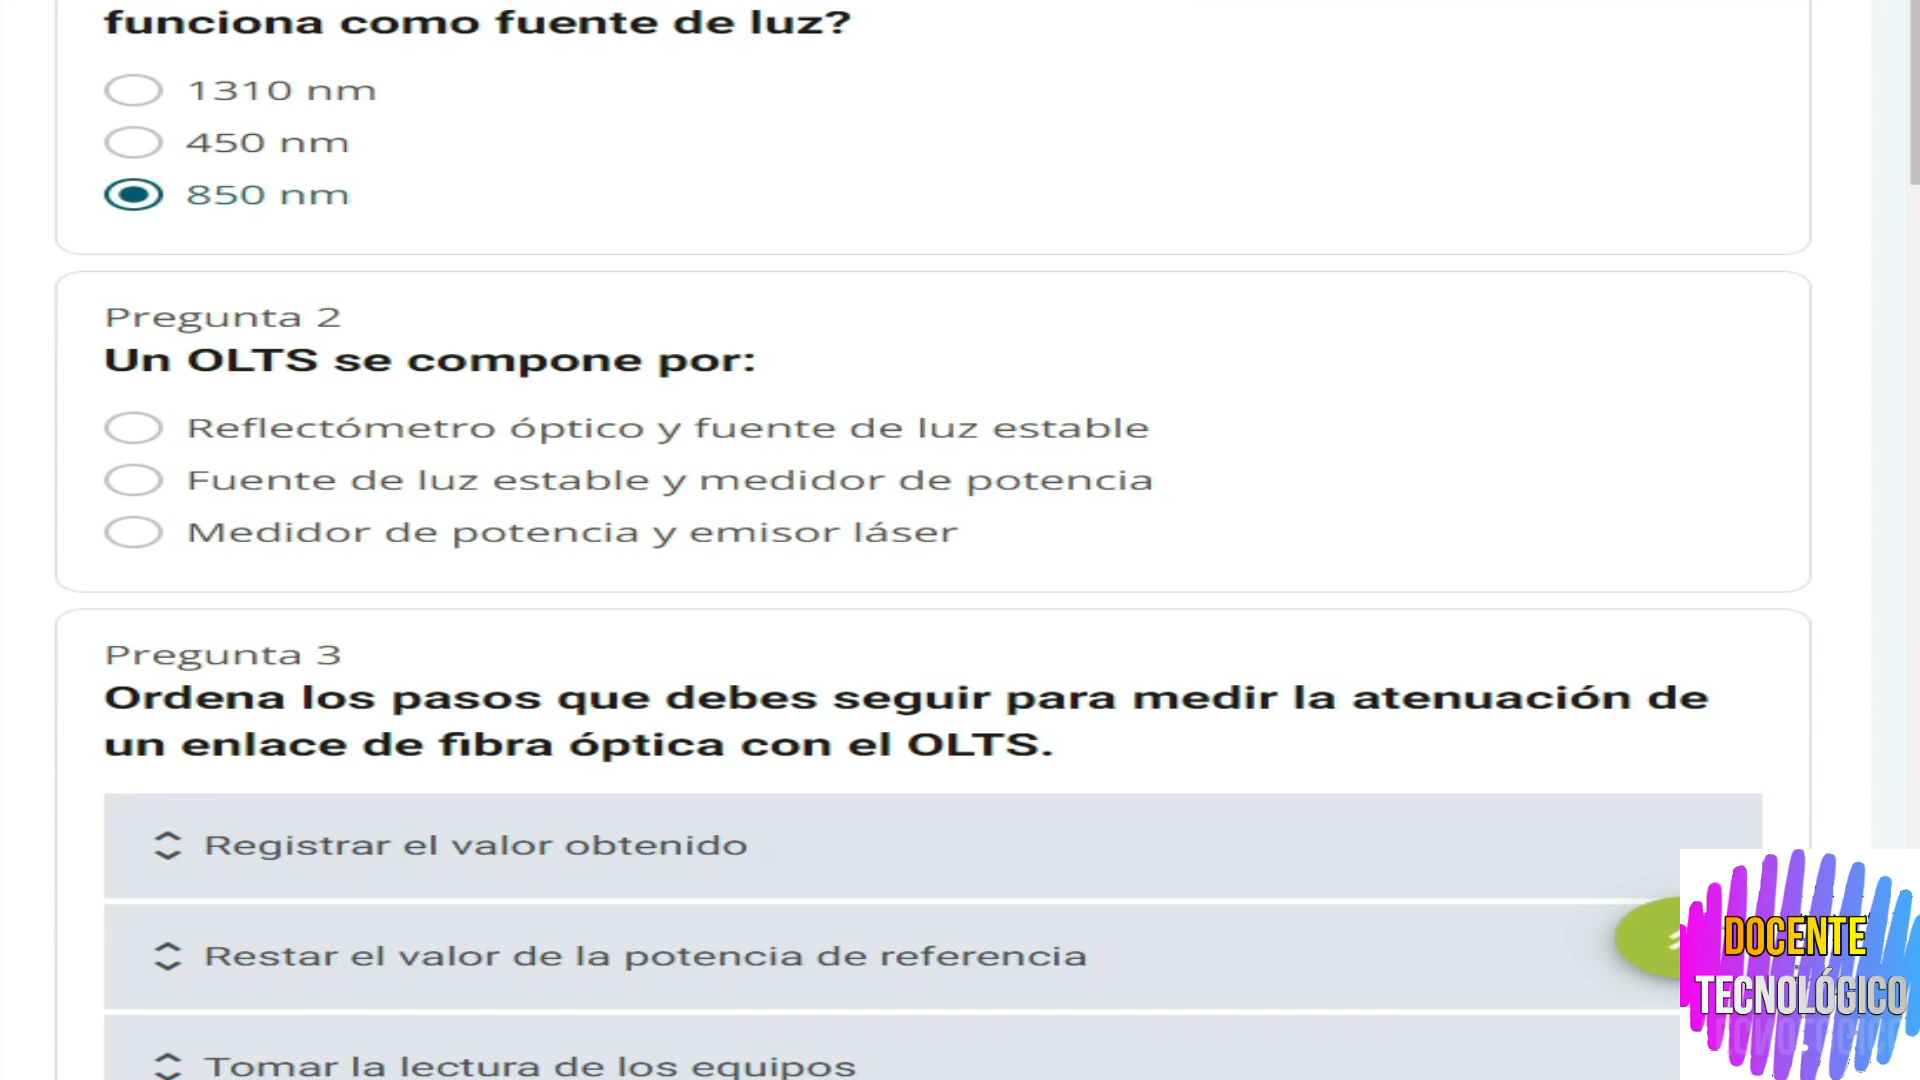 funciona como fuente de luz?
1310 nm
450 nm
850 nm
Pregunta 2
Un OLTS se compone por:
Reflectómetro óptico y fuente de luz estable
Fuente de luz estable y medidor de potencia
Medidor de potencia y emisor láser
Pregunta 3
Ordena los pasos que debes seguir para medir la atenuación de
un enlace de fibra óptica con el OLTS.
Registrar el valor obtenido
Restar el valor de la potencia de referencia
Tomar la lectura de los equipos
DOCENTE
TECNOLÓGICO